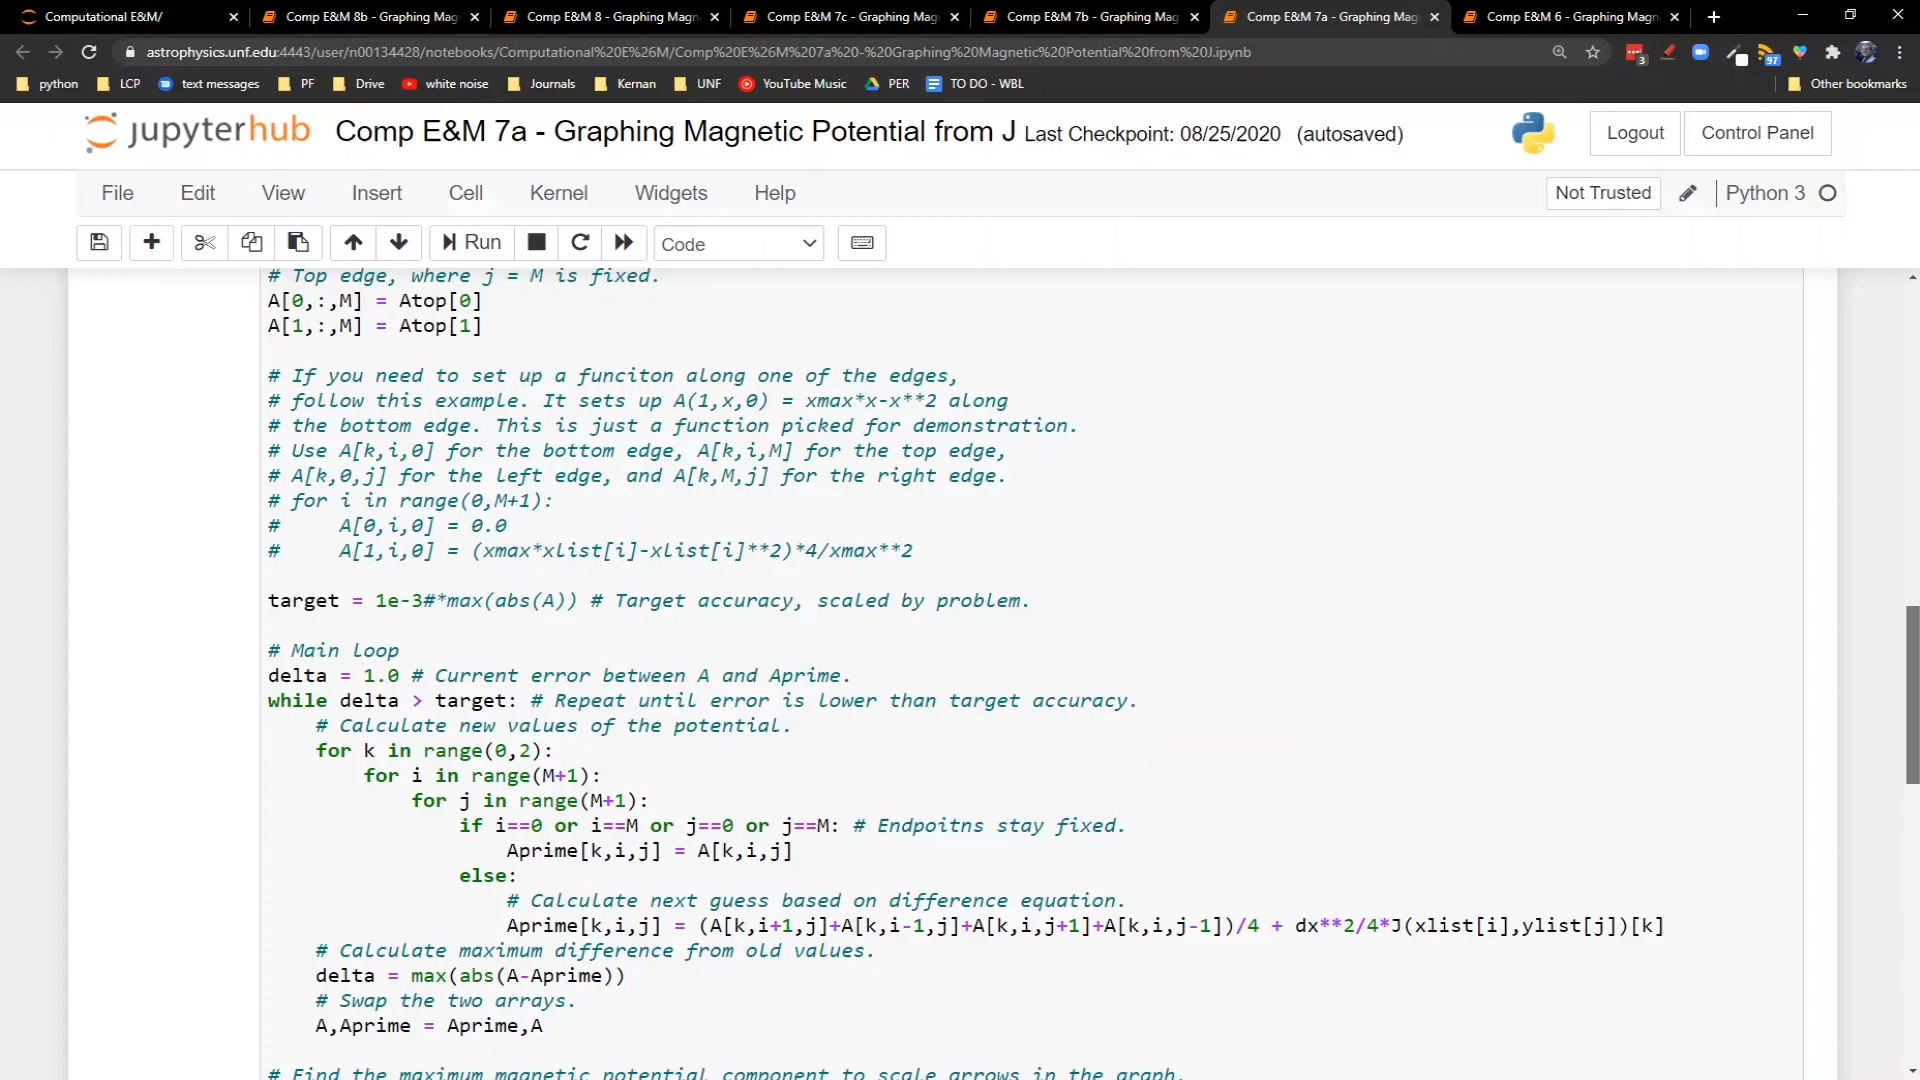 Computational E&M/
Comp E&M 8b - Graphing Mag
Comp E&M 8 - Graphing Magn
Comp E&M 7c - Graphing Mag
Comp E&M 7b - Graphing Mag
Comp E&M 7a - Graphing Mag
Comp E&M 6 - Graphing Magn
astrophysics.unf.edu:4443/user/n00134428/notebooks/Computational%20E%26M/Comp%20E%26M%207a%20-%20Graphing%20Magnetic%20Potential%20from%20J.ipynb
3
97
python
LCP
text messages
PF
Drive
white noise
Journals
Kernan
UNF
YouTube Music
PER
TO DO - WBL
Other bookmarks
jupyterhub
Comp E&M 7a - Graphing Magnetic Potential from J Last Checkpoint: 08/25/2020 (autosaved)
Logout
Control Panel
File
Edit
View
Insert
Cell
Kernel
Widgets
Help
Not Trusted
Python 3
Run
Code
# Top edge, where j = M is fixed.
A[0,:,M] = Atop[0]
A[1,:,M] = Atop[1]
# If you need to set up a funciton along one of the edges,
# follow this example. It sets up A(1,x,0) = xmax*x-x**2 along
# the bottom edge. This is just a function picked for demonstration.
# Use A[k,i,0] for the bottom edge, A[k,i,M] for the top edge,
# A[k,0,j] for the left edge, and A[k,M,j] for the right edge.
# for i in range(0,M+1):
#     A[0,i,0] = 0.0
#     A[1,i,0] = (xmax*xlist[i]-xlist[i]**2)*4/xmax**2
target = 1e-3#*max(abs(A)) # Target accuracy, scaled by problem.
# Main loop
delta = 1.0 # Current error between A and Aprime.
while delta > target: # Repeat until error is lower than target accuracy.
    # Calculate new values of the potential.
    for k in range(0,2):
        for i in range(M+1):
            for j in range(M+1):
                if i==0 or i==M or j==0 or j==M: # Endpoitns stay fixed.
                    Aprime[k,i,j] = A[k,i,j]
                else:
                    # Calculate next guess based on difference equation.
                    Aprime[k,i,j] = (A[k,i+1,j]+A[k,i-1,j]+A[k,i,j+1]+A[k,i,j-1])/4 + dx**2/4*J(xlist[i],ylist[j])[k]
    # Calculate maximum difference from old values.
    delta = max(abs(A-Aprime))
    # Swap the two arrays.
    A,Aprime = Aprime,A
# Find the maximum magnetic potential component to scale arrows in the graph.